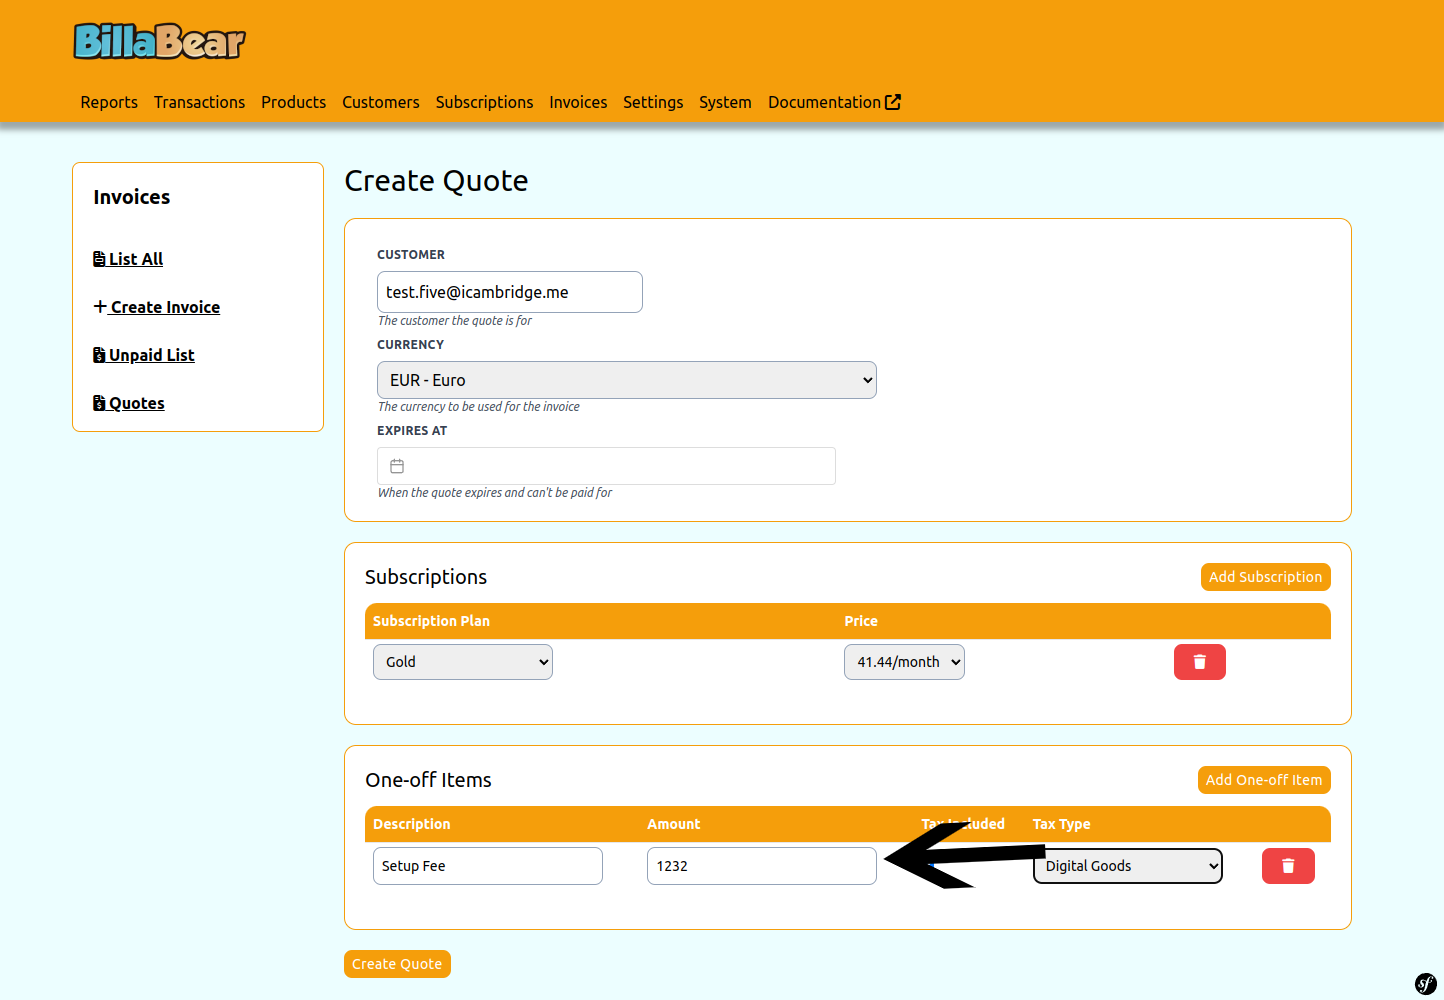 BillaBear
Reports Transactions Products Customers Subscriptions Invoices Settings System Documentation
Invoices
List All
Create Invoice
Unpaid List
Quotes
Create Quote
CUSTOMER
test.five@icambridge.me
The customer the quote is for
CURRENCY
EUR - Euro
The currency to be used for the invoice
EXPIRES AT
When the quote expires and can't be paid for
Subscriptions
Add Subscription
Subscription Plan Price
Gold 41.44/month
One-off Items
Add One-off Item
Description Amount Tax Included Tax Type
Setup Fee 1232 Digital Goods
Create Quote
sf